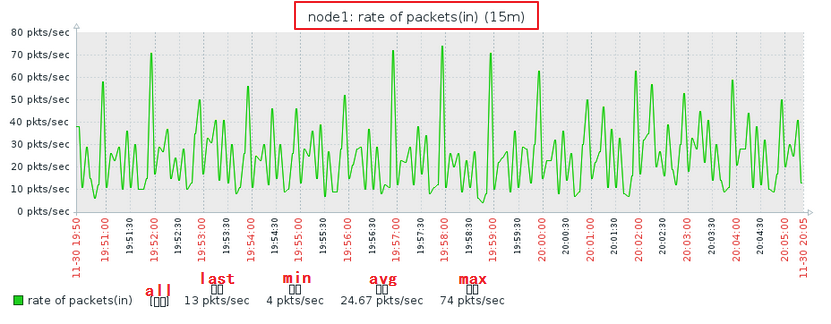 node1: rate of packets(in) (15m)
80 pkts/sec
70 pkts/sec
60 pkts/sec
50 pkts/sec
40 pkts/sec
30 pkts/sec
20 pkts/sec
10 pkts/sec
0 pkts/sec
11-30 19:50
19:51:00
19:51:30
19:52:00
19:52:30
19:53:00
19:53:30
19:54:00
19:54:30
19:55:00
19:55:30
19:56:00
19:56:30
19:57:00
19:57:30
19:58:00
19:58:30
19:59:00
19:59:30
20:00:00
20:00:30
20:01:00
20:01:30
20:02:00
20:02:30
20:03:00
20:03:30
20:04:00
20:04:30
20:05:00
11-30 20:05
all last min avg max
rate of packets(in) [□□] 13 pkts/sec 4 pkts/sec 24.67 pkts/sec 74 pkts/sec